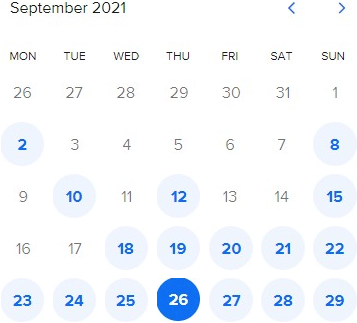 September 2021
MON TUE WED THU FRI SAT SUN
26 27 28 29 30 31 1
2 3 4 5 6 7 8
9 10 11 12 13 14 15
16 17 18 19 20 21 22
23 24 25 26 27 28 29